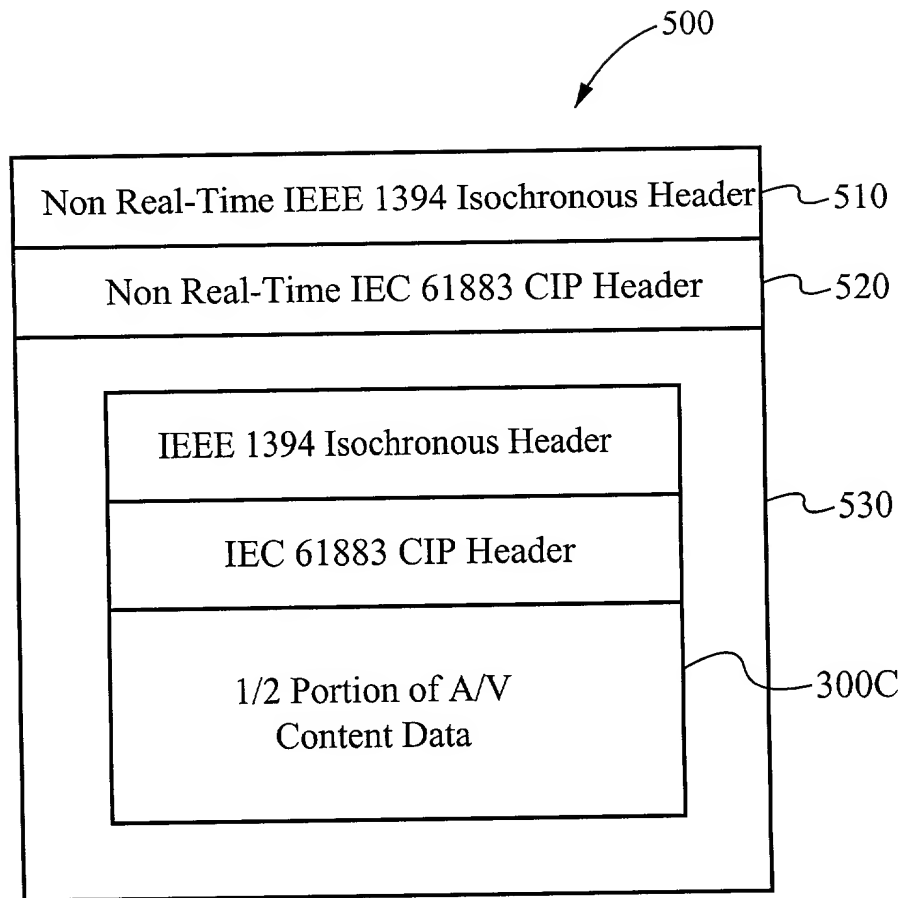 500
Non Real-Time IEEE 1394 Isochronous Header
510
Non Real-Time IEC 61883 CIP Header
520
IEEE 1394 Isochronous Header
530
IEC 61883 CIP Header
1/2 Portion of A/V
Content Data
300C